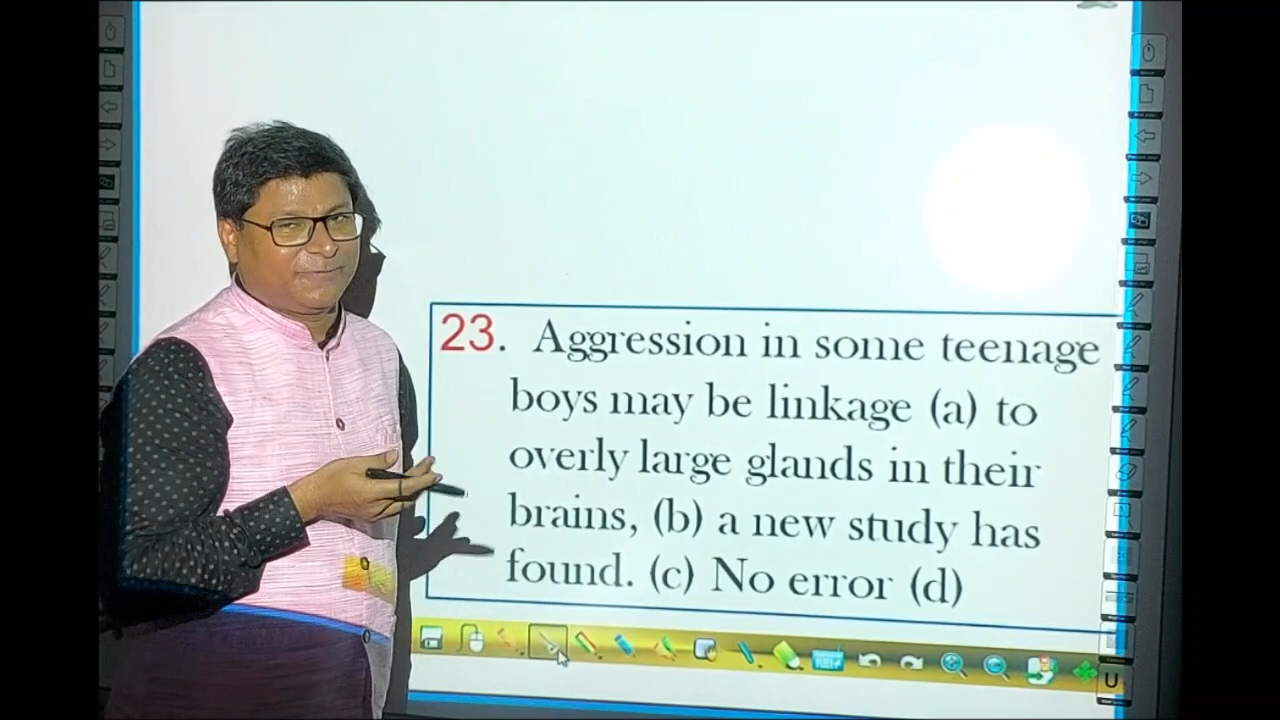 23. Aggression in some teenage
boys may be linkage (a) to
overly large glands in their
brains, (b) a new study has
found. (c) No error (d)
U